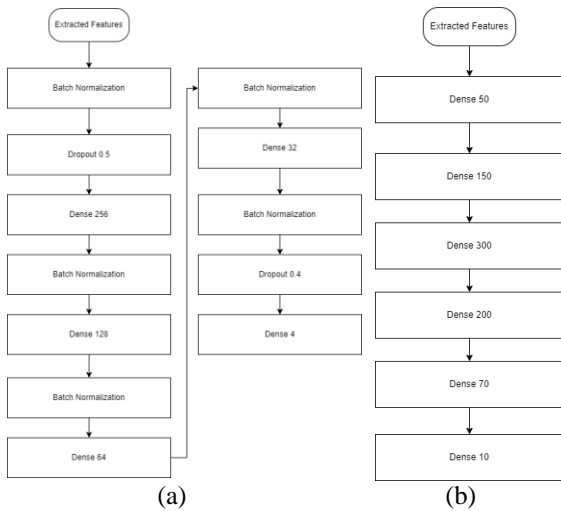 Extracted Features
Batch Normalization
Dropout 0.5
Dense 256
Batch Normalization
Dense 128
Batch Normalization
Dense 64
Batch Normalization
Dense 32
Batch Normalization
Dropout 0.4
Dense 4
(a)
Extracted Features
Dense 50
Dense 150
Dense 300
Dense 200
Dense 70
Dense 10
(b)